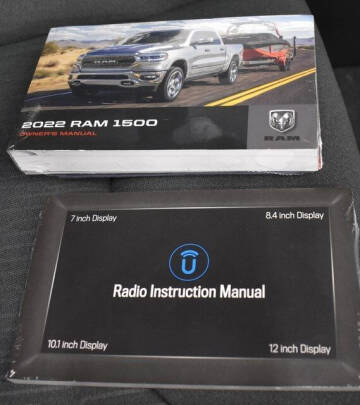 2022 RAM 1500
OWNER'S MANUAL
RAM
7 inch Display
8.4 inch Display
Radio Instruction Manual
10.1 inch Display
12 inch Display